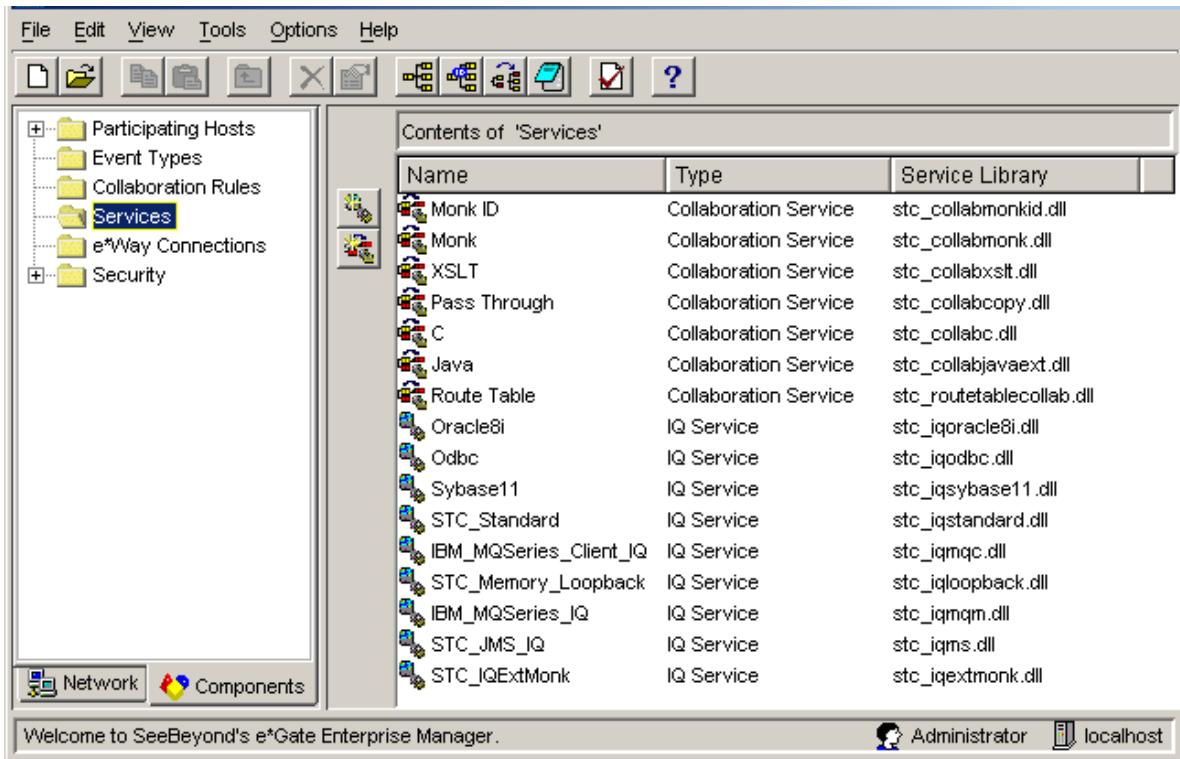 File Edit View Tools Options Help
?
Participating Hosts
Event Types
Collaboration Rules
Services
e*Way Connections
Security
Network Components
Contents of 'Services'
Name Type Service Library
Monk ID Collaboration Service stc_collabmonkid.dll
Monk Collaboration Service stc_collabmonk.dll
XSLT Collaboration Service stc_collabxslt.dll
Pass Through Collaboration Service stc_collabcopy.dll
C Collaboration Service stc_collabc.dll
Java Collaboration Service stc_collabjavaext.dll
Route Table Collaboration Service stc_routetablecollab.dll
Oracle8i IQ Service stc_iqoracle8i.dll
Odbc IQ Service stc_iqodbc.dll
Sybase11 IQ Service stc_iqsybase11.dll
STC_Standard IQ Service stc_iqstandard.dll
IBM_MQSeries_Client_IQ IQ Service stc_iqmqc.dll
STC_Memory_Loopback IQ Service stc_iqloopback.dll
IBM_MQSeries_IQ IQ Service stc_iqmqm.dll
STC_JMS_IQ IQ Service stc_iqms.dll
STC_IQExtMonk IQ Service stc_iqextmonk.dll
Welcome to SeeBeyond's e*Gate Enterprise Manager. Administrator localhost